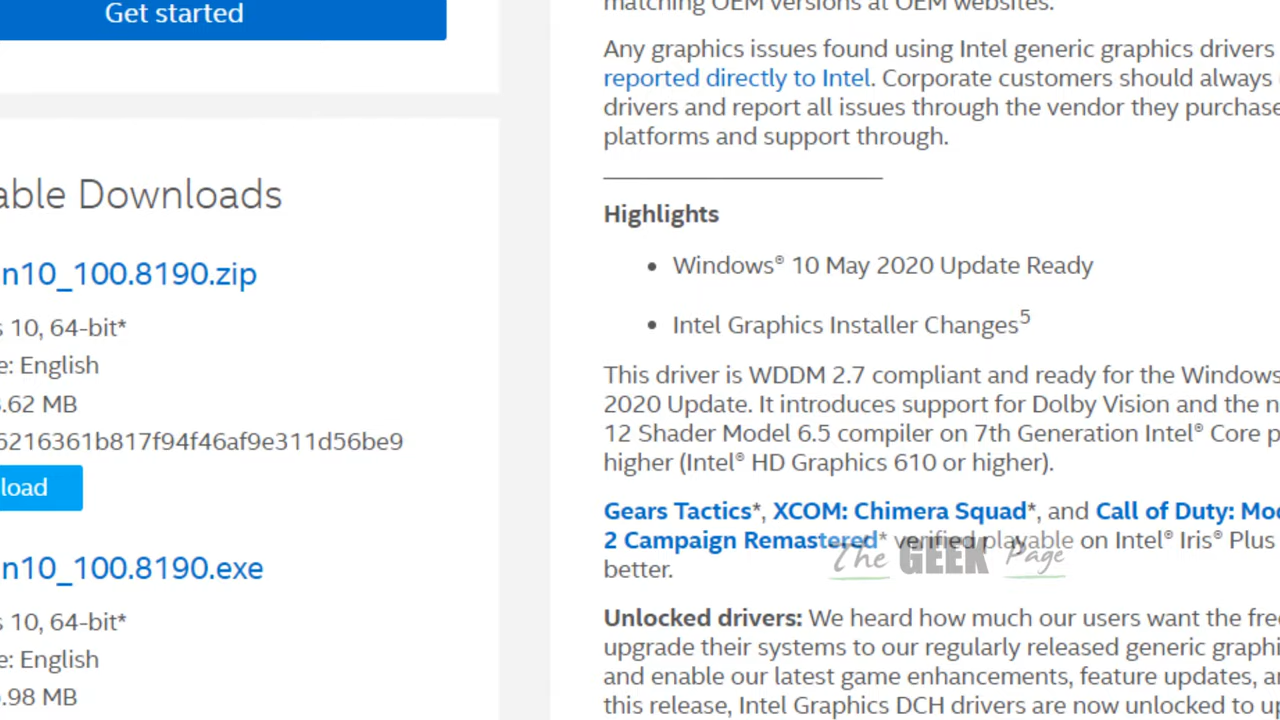 Get started
able Downloads
n10_100.8190.zip
s 10, 64-bit*
e: English
.62 MB
6216361b817f94f46af9e311d56be9
load
n10_100.8190.exe
s 10, 64-bit*
e: English
.98 MB
matching OEM versions at OEM websites.
Any graphics issues found using Intel generic graphics drivers
reported directly to Intel. Corporate customers should always
drivers and report all issues through the vendor they purchase
platforms and support through.
Highlights
• Windows® 10 May 2020 Update Ready
• Intel Graphics Installer Changes5
This driver is WDDM 2.7 compliant and ready for the Windows
2020 Update. It introduces support for Dolby Vision and the n
12 Shader Model 6.5 compiler on 7th Generation Intel® Core p
higher (Intel® HD Graphics 610 or higher).
Gears Tactics*, XCOM: Chimera Squad*, and Call of Duty: Mod
2 Campaign Remastered* verified playable on Intel® Iris® Plus
better.
The GEEK Page
Unlocked drivers: We heard how much our users want the free
upgrade their systems to our regularly released generic graphi
and enable our latest game enhancements, feature updates, an
this release, Intel Graphics DCH drivers are now unlocked to up